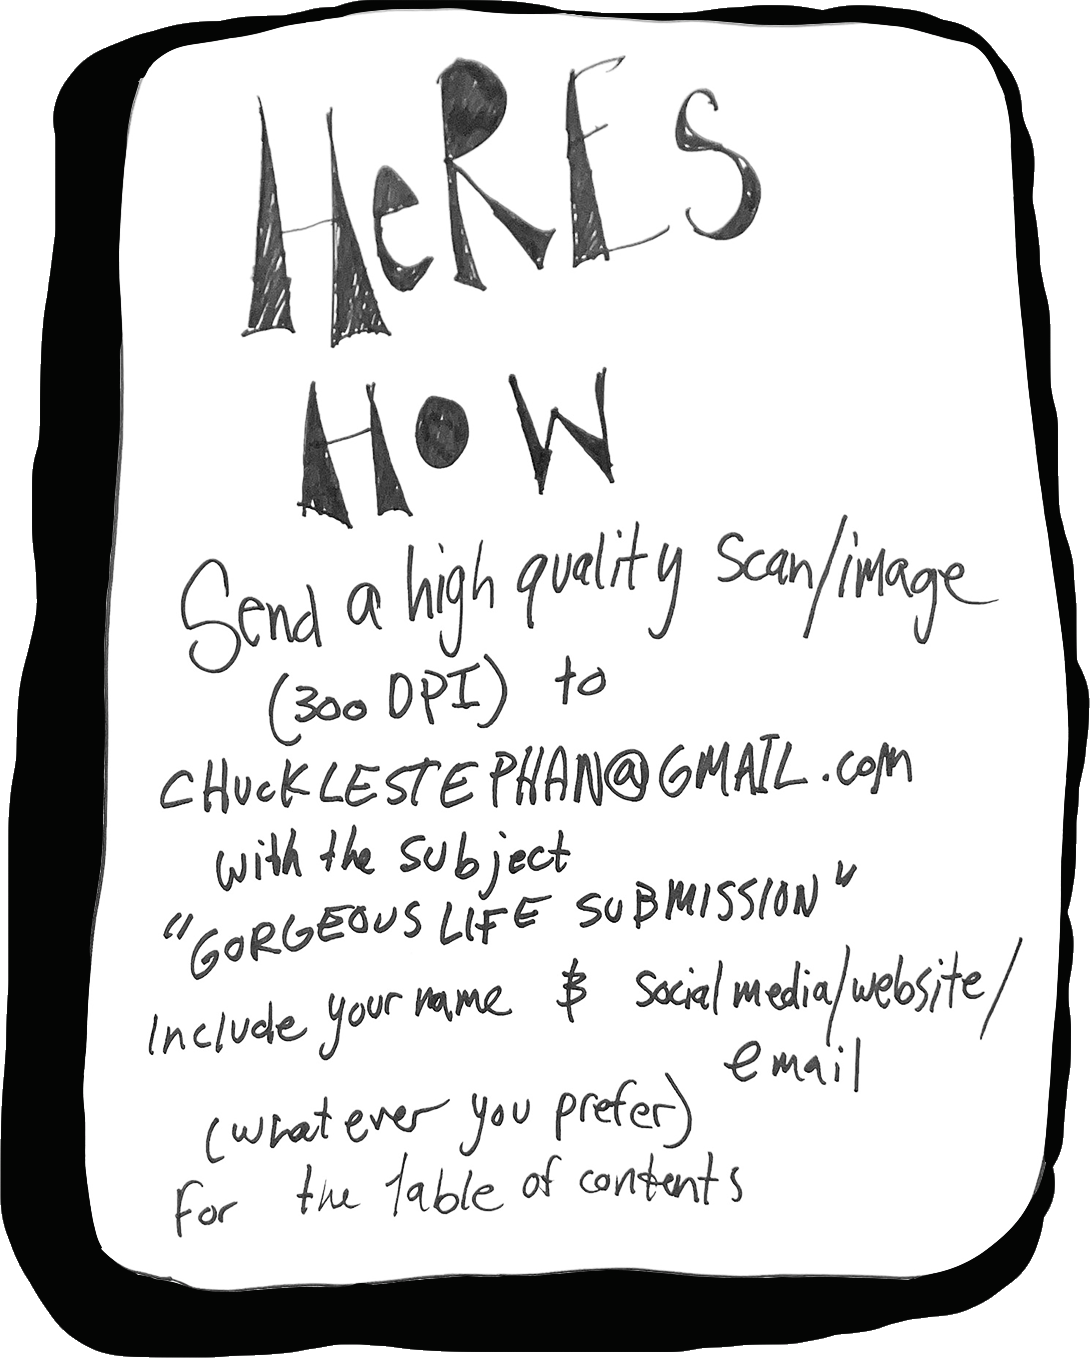 HeRES
HOW
Send a high quality scan/image
(300 DPI) to
CHUCKLESTEPHAN@GMAIL.com
with the subject
"GORGEOUS LIFE SUBMISSION"
Include your name & social media/website/
email
(whatever you prefer)
For the table of contents